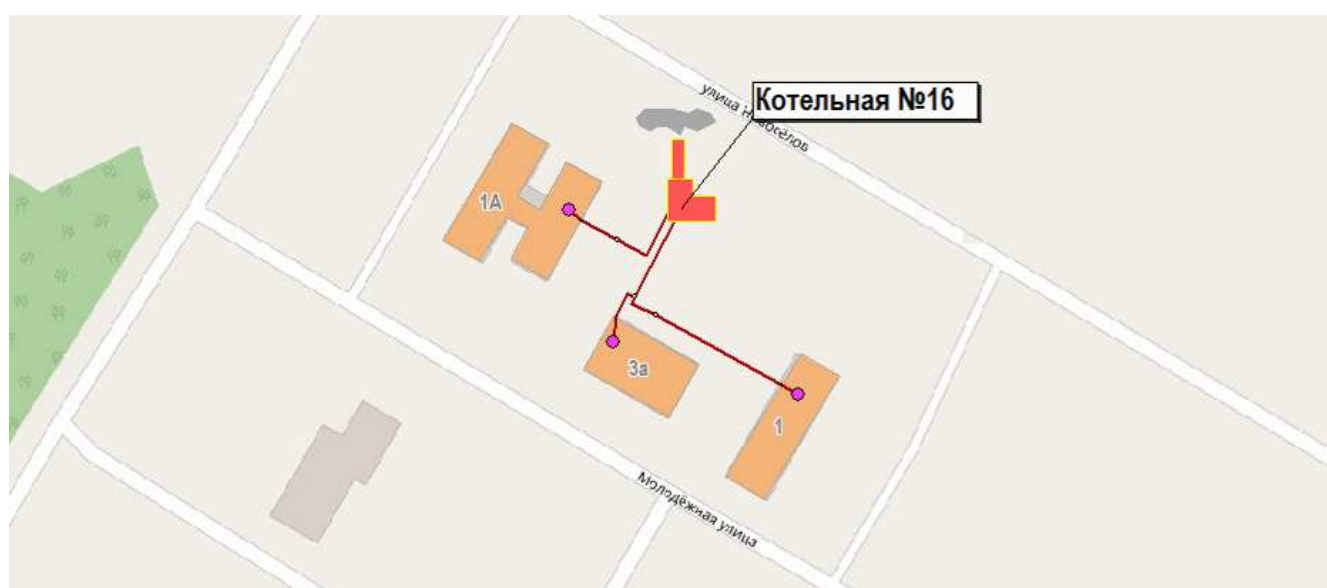 улица Новосёлов
Котельная №16
1А
3а
1
Молодёжная улица